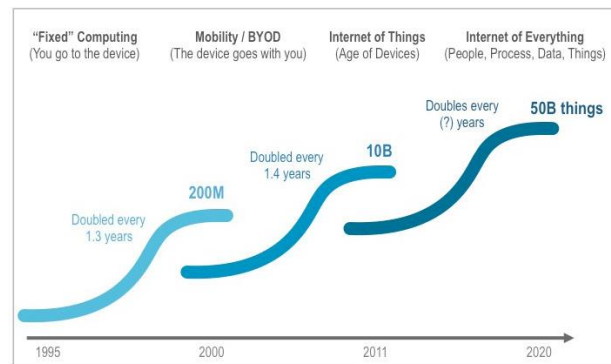 “Fixed” Computing
(You go to the device)
Mobility / BYOD
(The device goes with you)
Internet of Things
(Age of Devices)
Internet of Everything
(People, Process, Data, Things)
Doubled every
1.3 years
200M
Doubled every
1.4 years
10B
Doubles every
(?) years
50B things
1995
2000
2011
2020